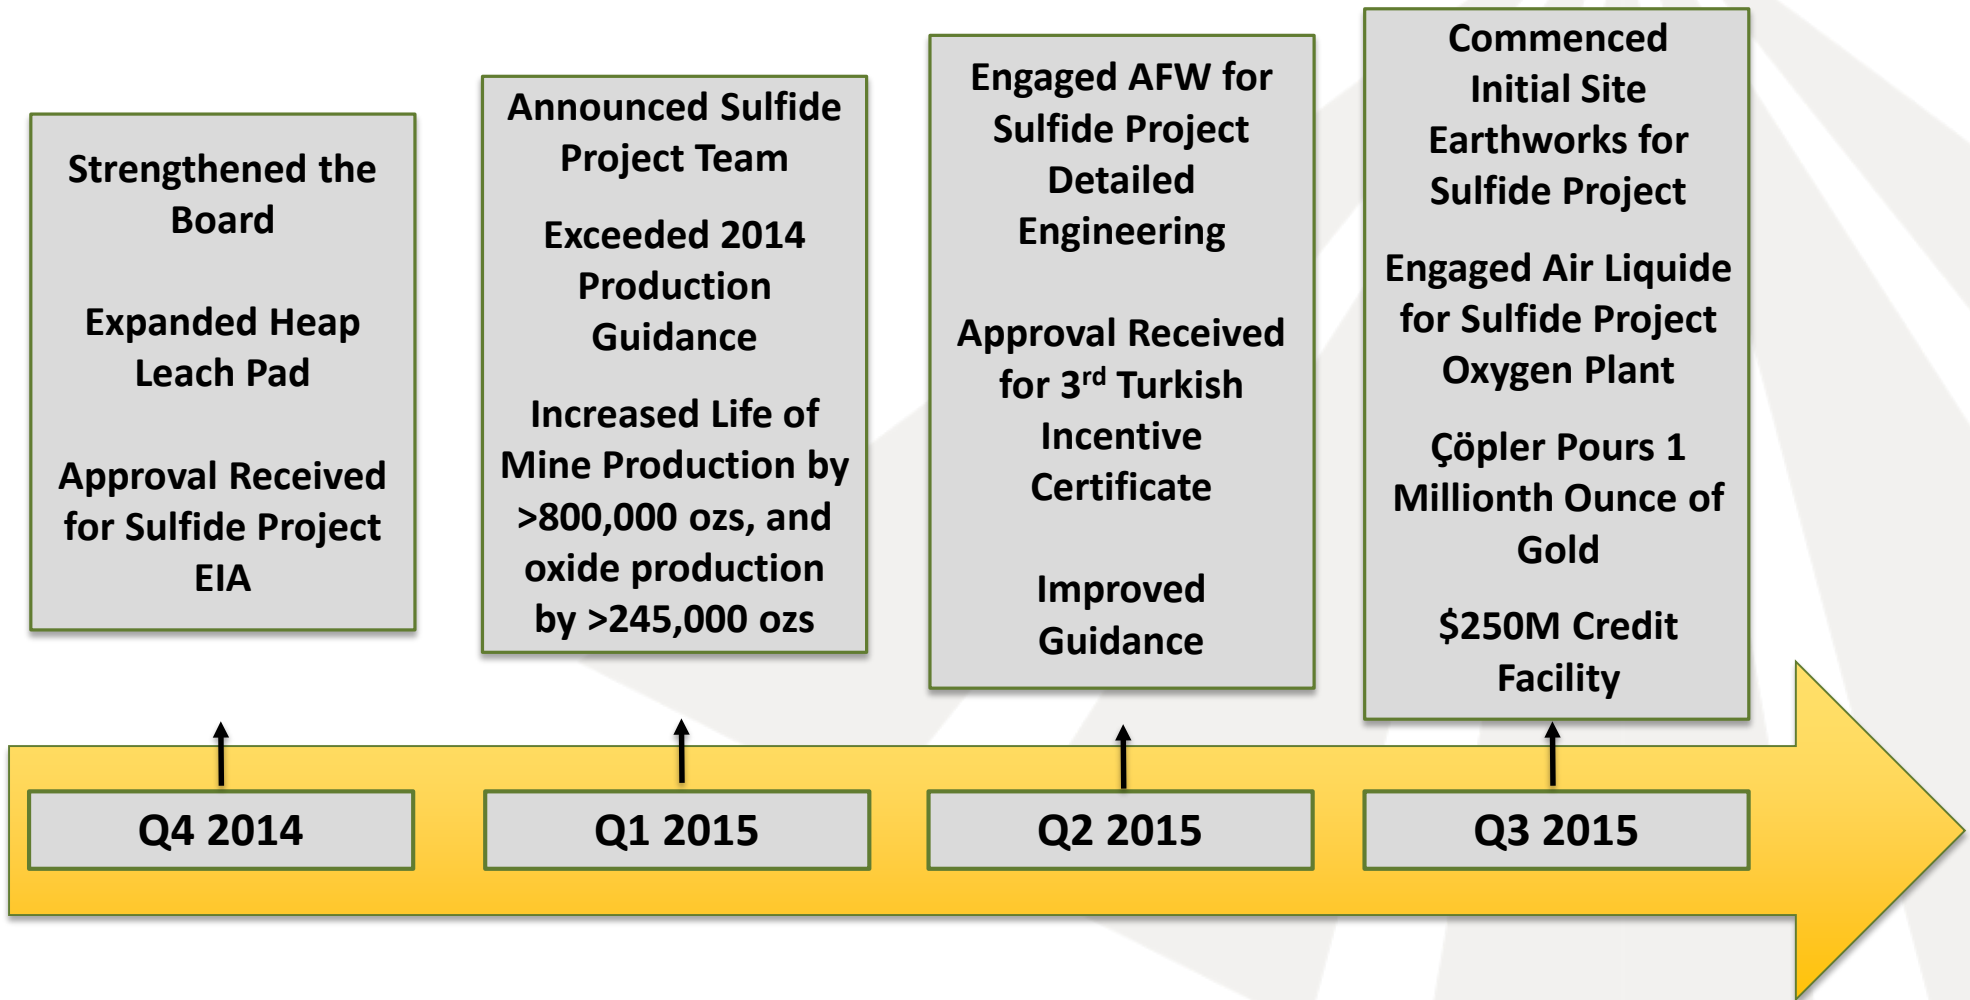 Strengthened the
Board
Expanded Heap
Leach Pad
Approval Received
for Sulfide Project
EIA
Announced Sulfide
Project Team
Exceeded 2014
Production
Guidance
Increased Life of
Mine Production by
>800,000 ozs, and
oxide production
by >245,000 ozs
Engaged AFW for
Sulfide Project
Detailed
Engineering
Approval Received
for 3rd Turkish
Incentive
Certificate
Improved
Guidance
Commenced
Initial Site
Earthworks for
Sulfide Project
Engaged Air Liquide
for Sulfide Project
Oxygen Plant
Çöpler Pours 1
Millionth Ounce of
Gold
$250M Credit
Facility
Q4 2014
Q1 2015
Q2 2015
Q3 2015